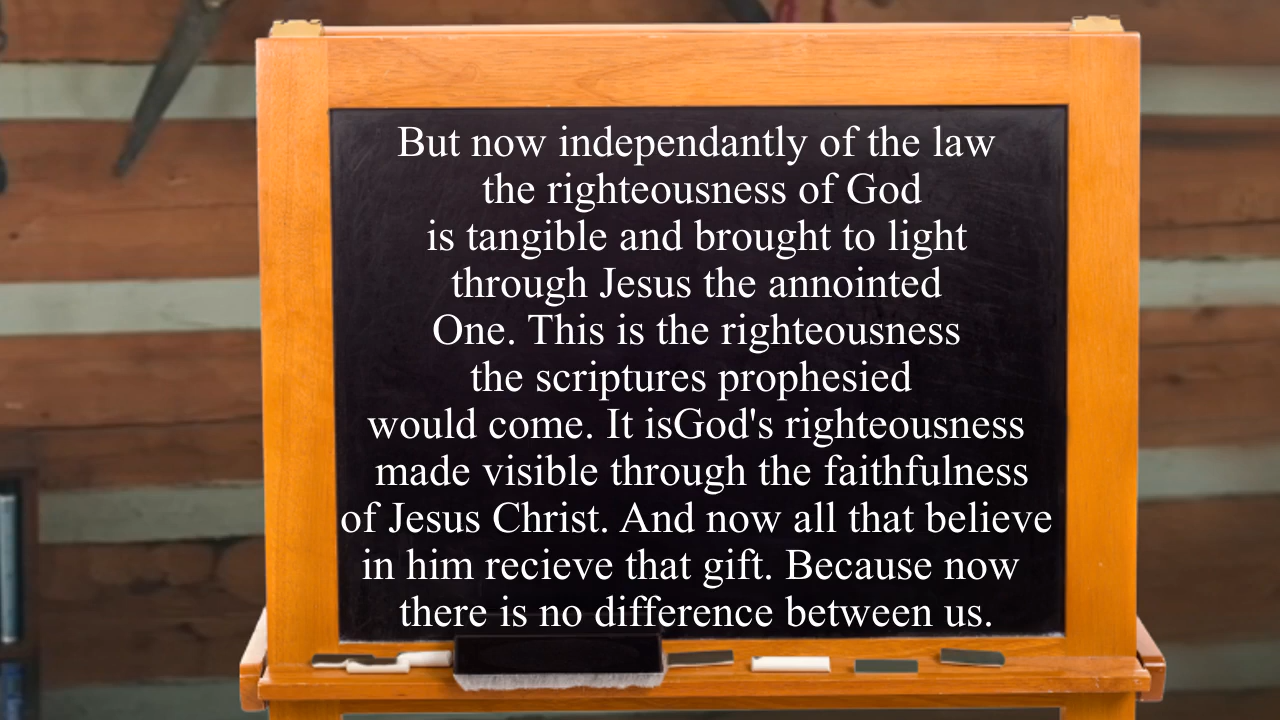 But now independantly of the law
the righteousness of God
is tangible and brought to light
through Jesus the annointed
One. This is the righteousness
the scriptures prophesied
would come. It isGod's righteousness
made visible through the faithfulness
of Jesus Christ. And now all that believe
in him recieve that gift. Because now
there is no difference between us.